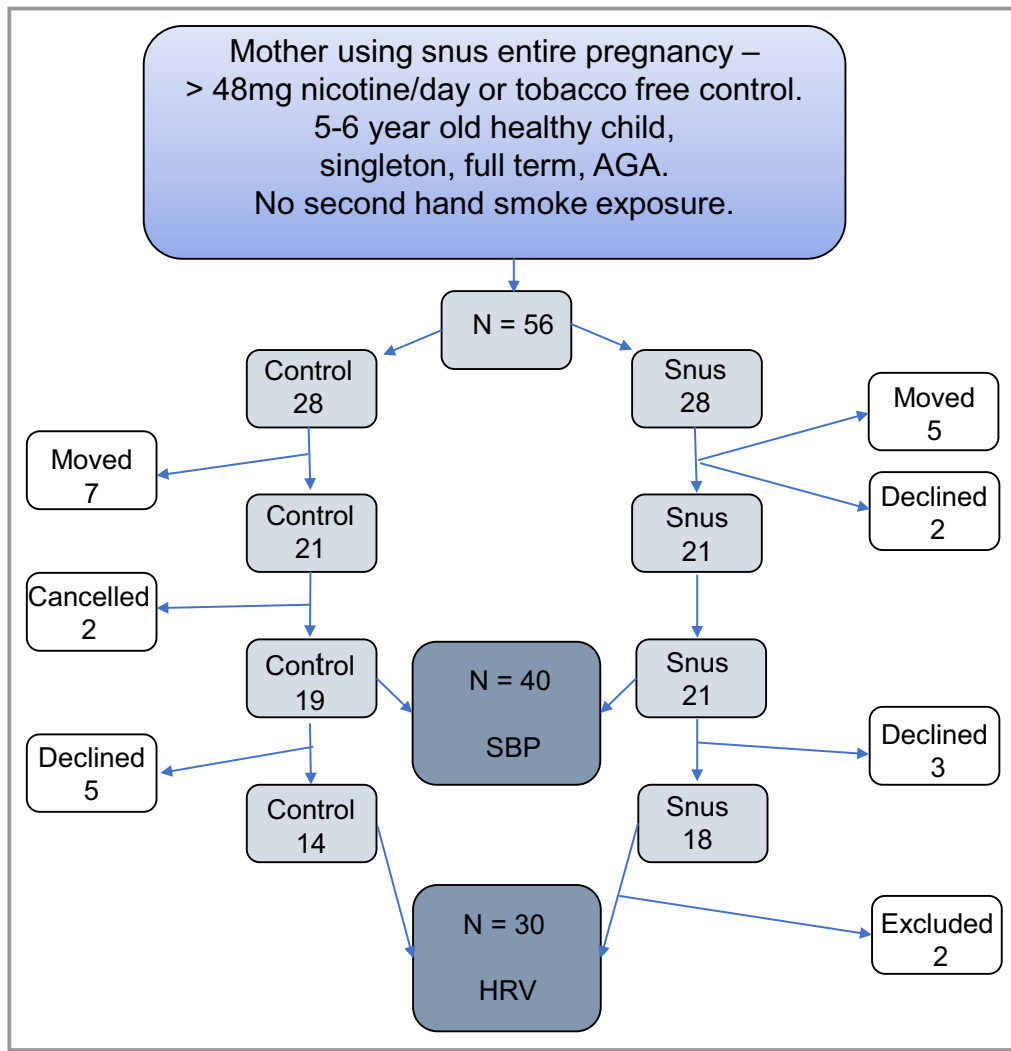 Mother using snus entire pregnancy –
> 48mg nicotine/day or tobacco free control.
5-6 year old healthy child,
singleton, full term, AGA.
No second hand smoke exposure.
N = 56
Control
28
Snus
28
Moved
7
Moved
5
Declined
2
Control
21
Snus
21
Cancelled
2
Control
19
N = 40
SBP
Snus
21
Declined
5
Declined
3
Control
14
Snus
18
N = 30
HRV
Excluded
2